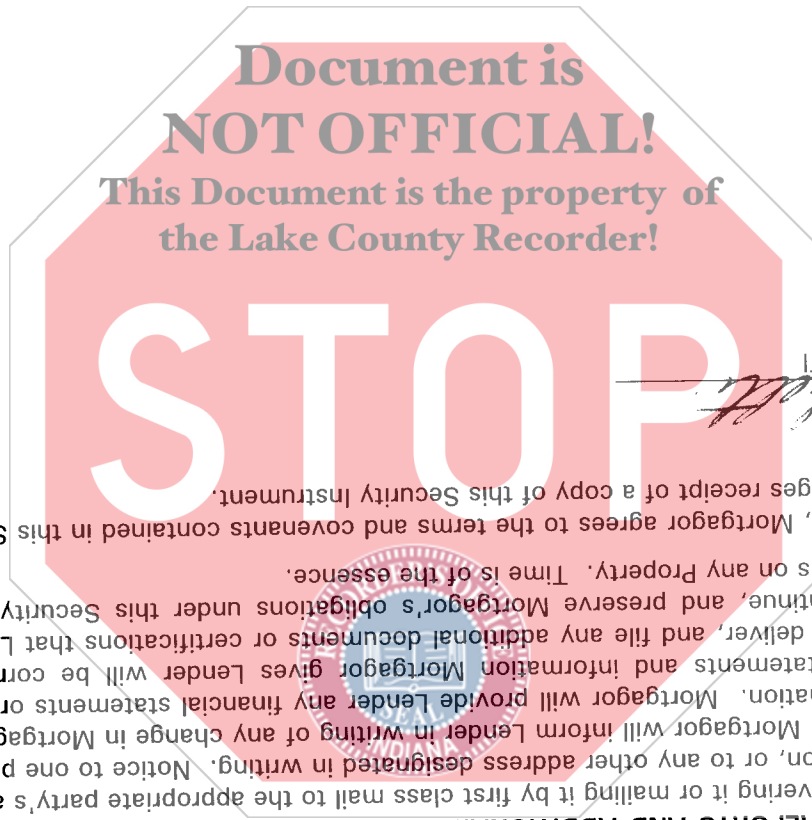 Document is
NOT OFFICIAL!
This Document is the property of
the Lake County Recorder!
STOP
vering it or mailing it by first class mail to the appropriate party's a
on, or to any other address designated in writing. Notice to one p
Mortgagor will inform Lender in writing of any change in Mortgag
ation. Mortgagor will provide Lender any financial statements or
tatements and information Mortgagor gives Lender will be corr
deliver, and file any additional documents or certifications that L
ntinue, and preserve Mortgagor's obligations under this Security
s on any Property. Time is of the essence.
, Mortgagor agrees to the terms and covenants contained in this S
ges receipt of a copy of this Security Instrument.
SEAL
INDIANA